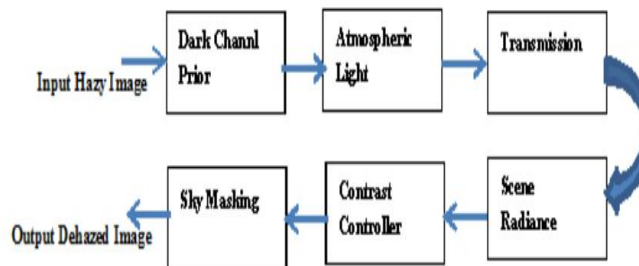 Input Hazy Image
Dark Channl
Prior
Atmospheric
Light
Transmission
Scene
Radiance
Contrast
Controller
Sky Masking
Output Dehazed Image